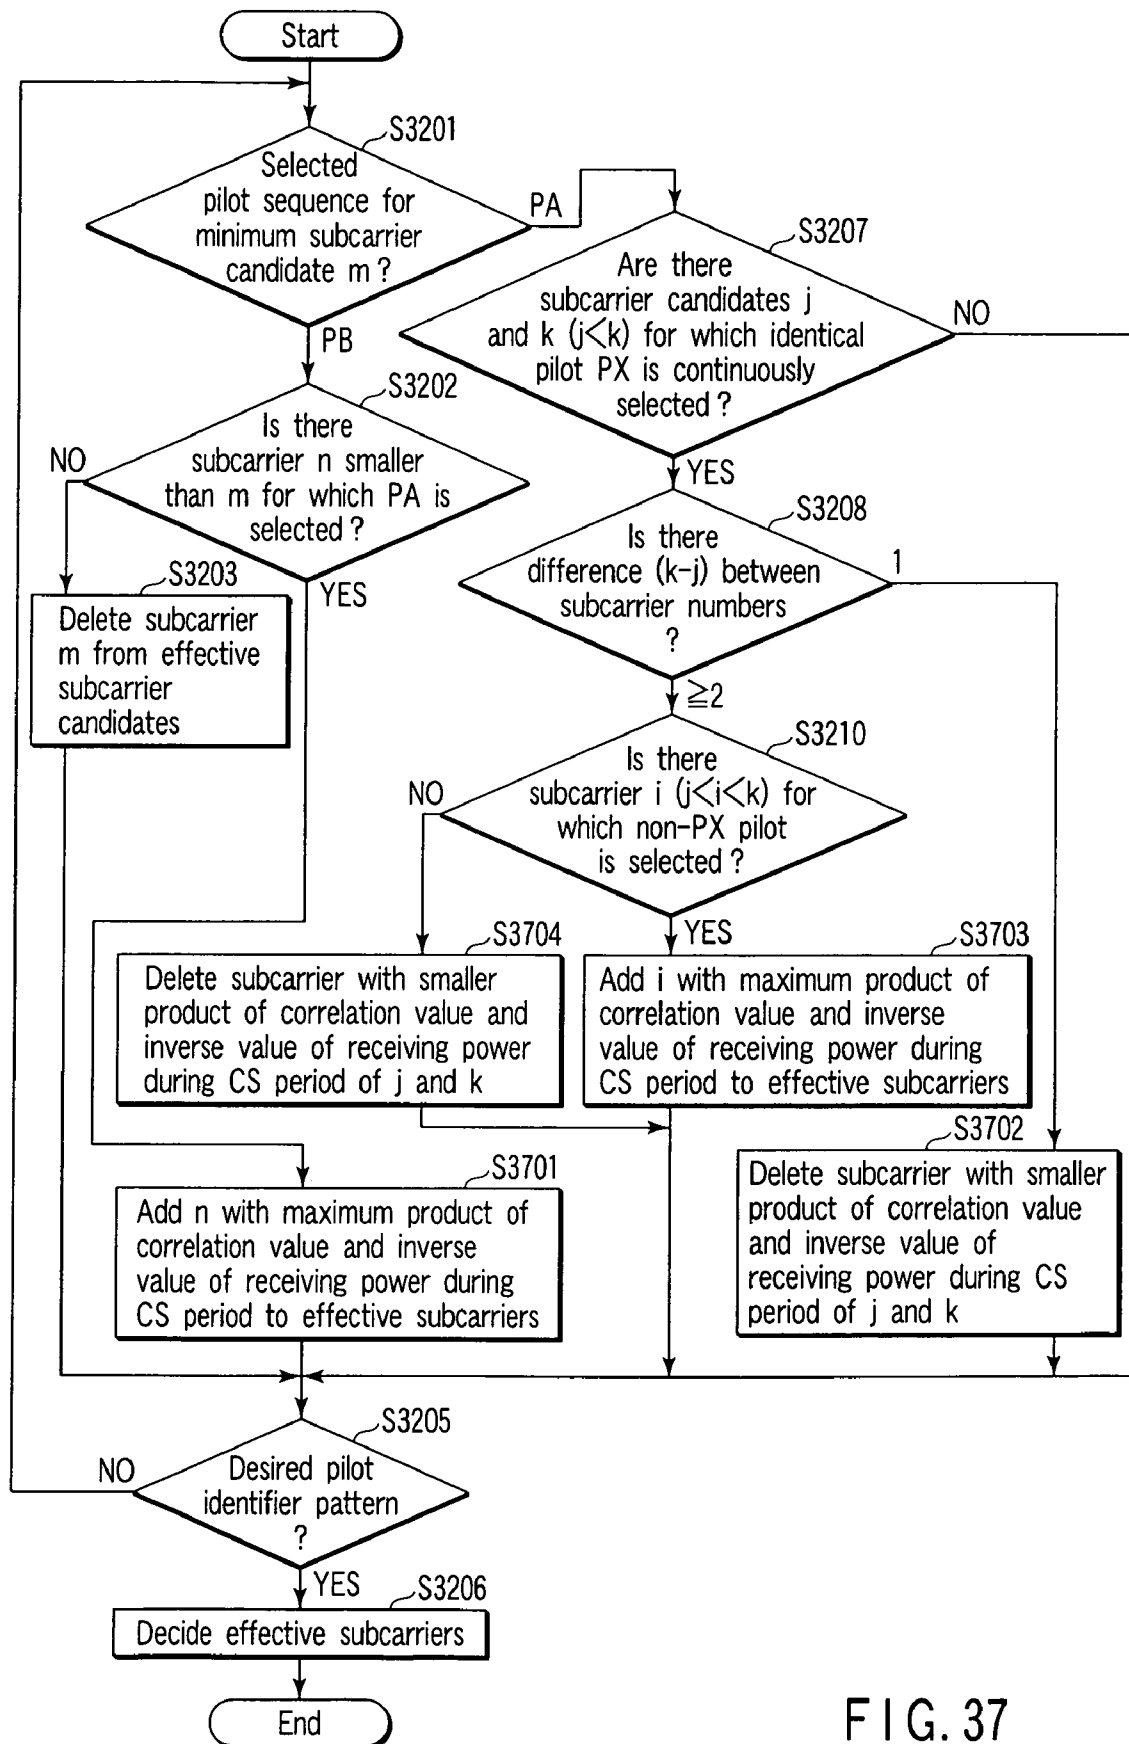 Start
S3201
Selected
pilot sequence for
minimum subcarrier
candidate m?
PA
PB
S3207
Are there
subcarrier candidates j
and k (j<k) for which identical
pilot PX is continuously
selected?
NO
YES
S3202
Is there
subcarrier n smaller
than m for which PA is
selected?
NO
YES
S3208
Is there
difference (k-j) between
subcarrier numbers
?
1
≧2
S3203
Delete subcarrier
m from effective
subcarrier
candidates
S3210
Is there
subcarrier i (j<i<k) for
which non-PX pilot
is selected?
NO
YES
S3704
Delete subcarrier with smaller
product of correlation value and
inverse value of receiving power
during CS period of j and k
S3703
Add i with maximum product of
correlation value and inverse
value of receiving power during
CS period to effective subcarriers
S3702
Delete subcarrier with smaller
product of correlation value
and inverse value of
receiving power during CS
period of j and k
S3701
Add n with maximum product of
correlation value and inverse
value of receiving power during
CS period to effective subcarriers
S3205
Desired pilot
identifier pattern
?
NO
YES
S3206
Decide effective subcarriers
End
FIG. 37